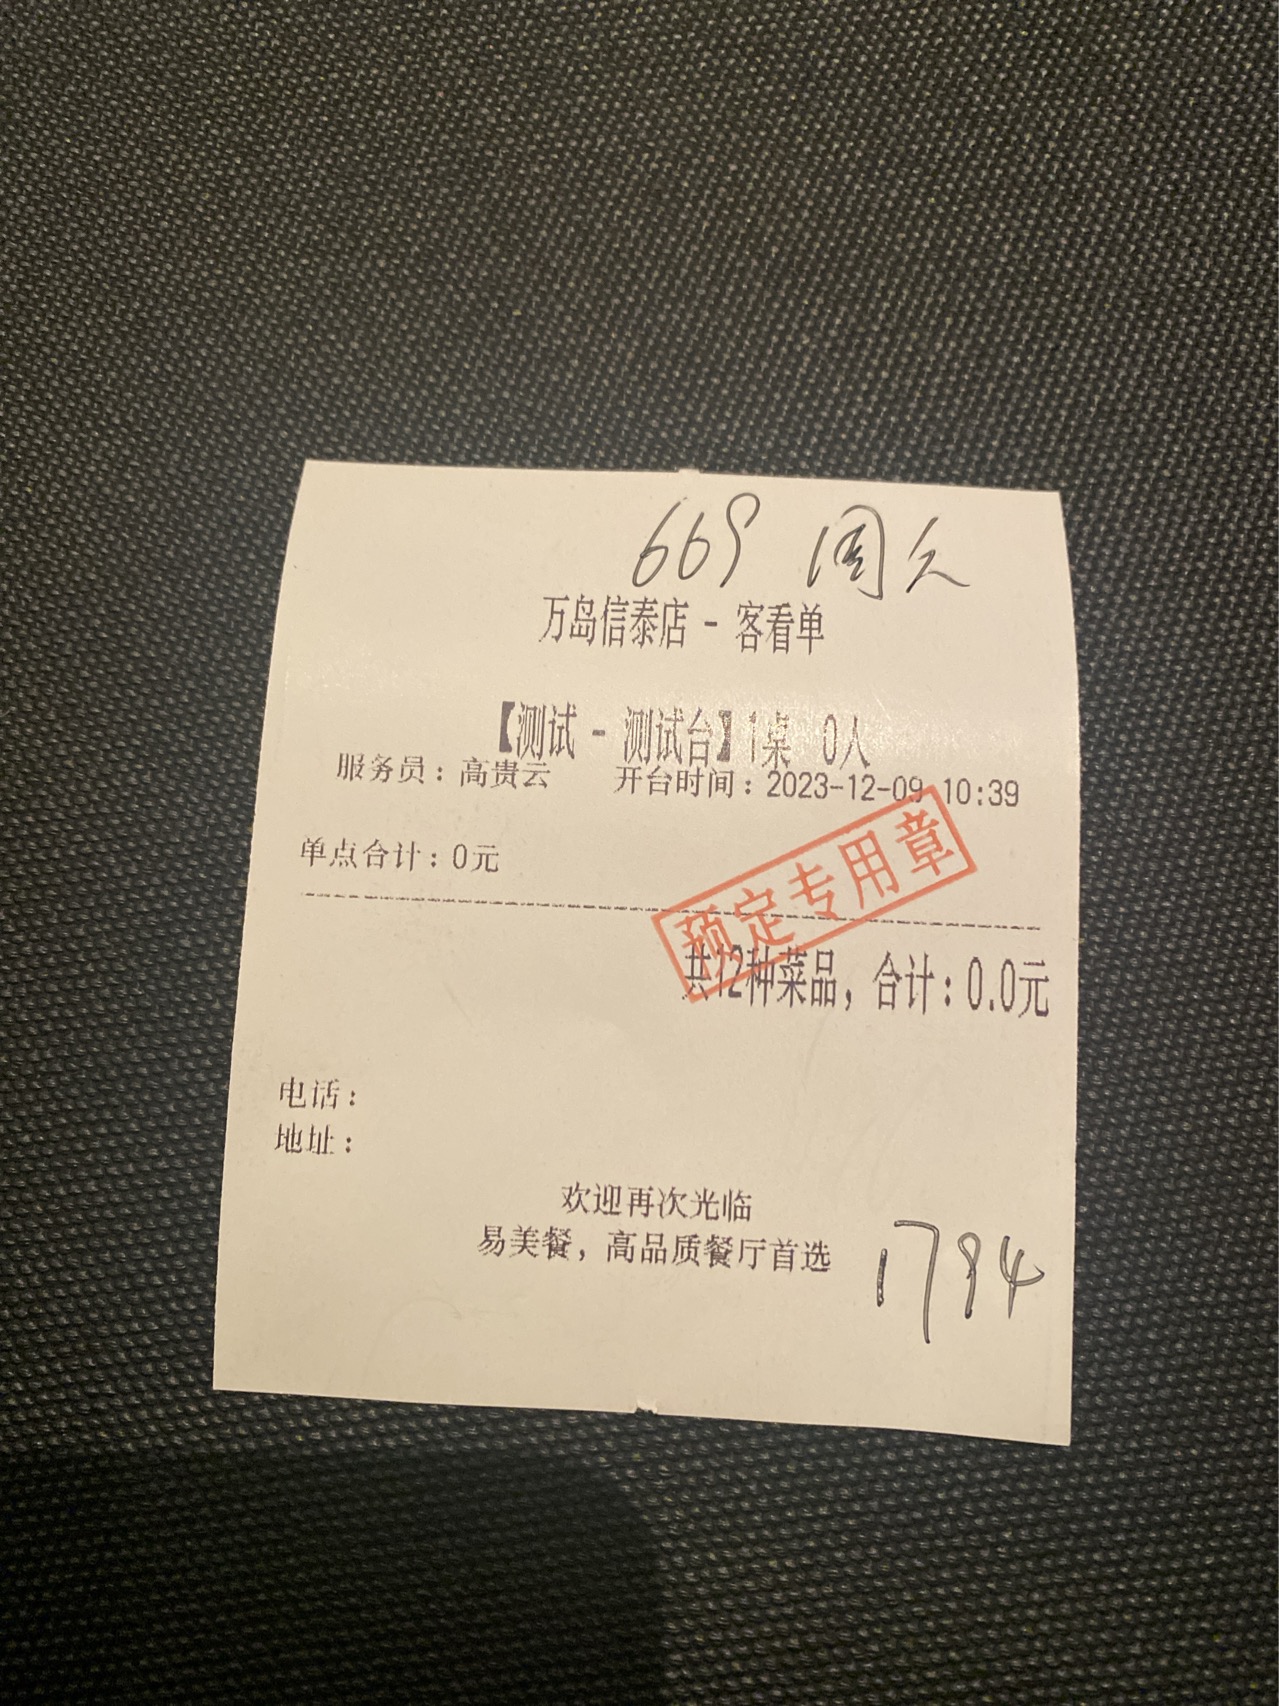 669 周久
万岛信泰店 - 客看单
【测试 - 测试台】1桌 0人
服务员：高贵云 开台时间：2023-12-09 10:39
单点合计：0元
预定专用章
共12种菜品，合计：0.0元
电话：
地址：
欢迎再次光临
易美餐，高品质餐厅首选
1794